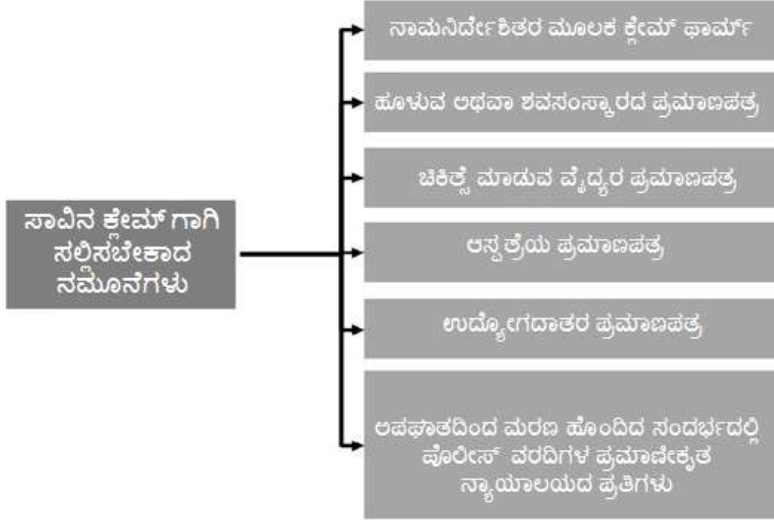 ಸಾವಿನ ಕ್ಲೇಮ್ ಗಾಗಿ
ಸಲ್ಲಿಸಬೇಕಾದ
ನಮೂನೆಗಳು
ನಾಮನಿರ್ದೇಶಿತರ ಮೂಲಕ ಕ್ಲೇಮ್ ಫಾರ್ಮ್
ಹೂಳುವ ಅಥವಾ ಶವಸಂಸ್ಕಾರದ ಪ್ರಮಾಣಪತ್ರ
ಚಿಕಿತ್ಸೆ ಮಾಡುವ ವೈದ್ಯರ ಪ್ರಮಾಣಪತ್ರ
ಆಸ್ಪತ್ರೆಯ ಪ್ರಮಾಣಪತ್ರ
ಉದ್ಯೋಗದಾತರ ಪ್ರಮಾಣಪತ್ರ
ಅಪಘಾತದಿಂದ ಮರಣ ಹೊಂದಿದ ಸಂದರ್ಭದಲ್ಲಿ
ಪೊಲೀಸ್ ವರದಿಗಳ ಪ್ರಮಾಣೀಕೃತ
ನ್ಯಾಯಾಲಯದ ಪ್ರತಿಗಳು